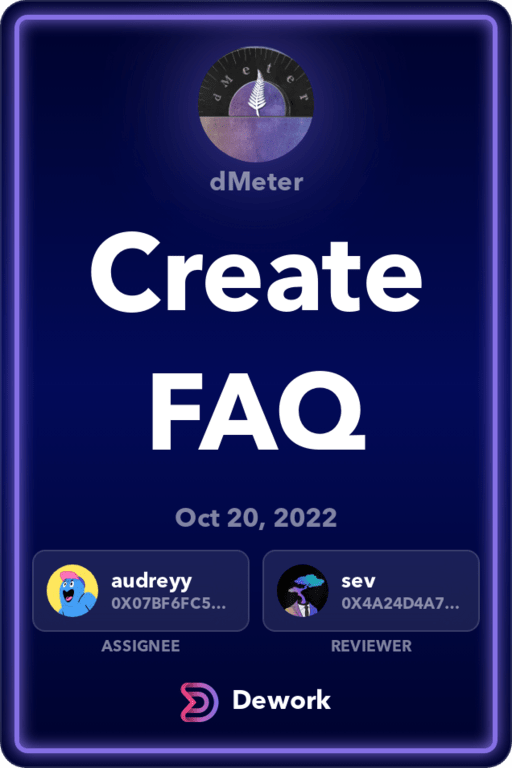 dMeter
dMeter
Create
FAQ
Oct 20, 2022
audreyy
0X07BF6FC5...
ASSIGNEE
sev
0X4A24D4A7...
REVIEWER
Dework